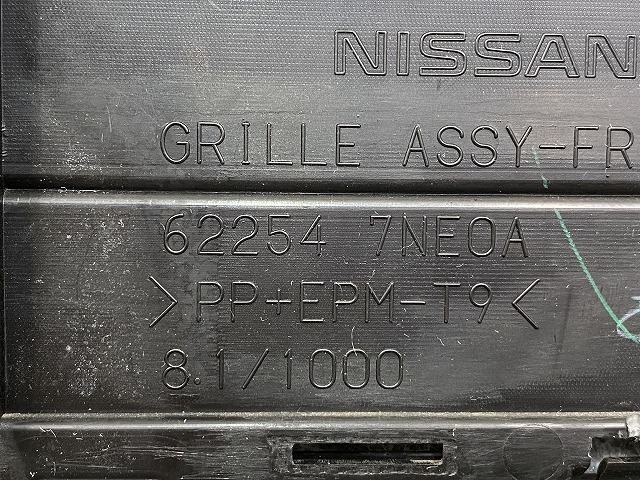 NISSAN
GRILLE ASSY-FR
62254 7NE0A
>PP+EPM-T9<
8.1/1000